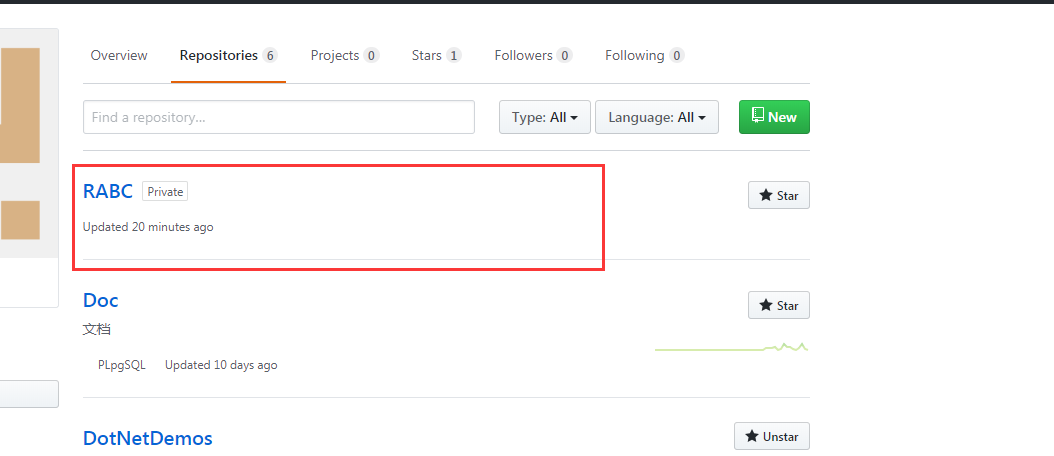 Overview Repositories 6 Projects 0 Stars 1 Followers 0 Following 0
Find a repository... Type: All Language: All New
RABC Private Star
Updated 20 minutes ago
Doc Star
文档
PLpgSQL Updated 10 days ago
DotNetDemos Unstar